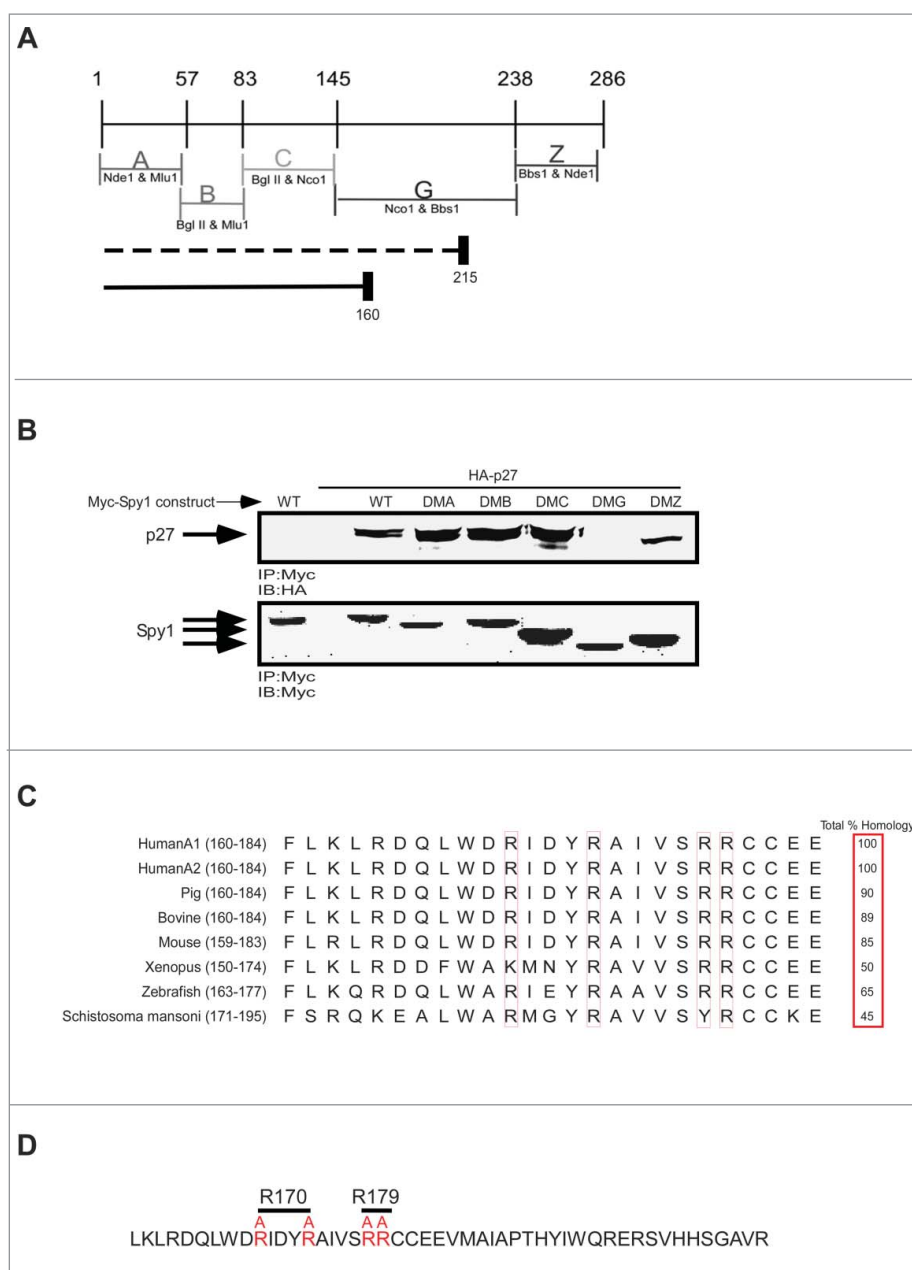 A
1 57 83 145 238 286
A C Z
Nde1 & Mlu1 Bgl II & Nco1 Bbs1 & Nde1
B G
Bgl II & Mlu1 Nco1 & Bbs1
215
160
B
HA-p27
Myc-Spy1 construct WT WT DMA DMB DMC DMG DMZ
p27
IP:Myc
IB:HA
Spy1
IP:Myc
IB:Myc
C
Total % Homology
HumanA1 (160-184) F L K L R D Q L W D R I D Y R A I V S R R C C E E 100
HumanA2 (160-184) F L K L R D Q L W D R I D Y R A I V S R R C C E E 100
Pig (160-184) F L K L R D Q L W D R I D Y R A I V S R R C C E E 90
Bovine (160-184) F L K L R D Q L W D R I D Y R A I V S R R C C E E 89
Mouse (159-183) F L R L R D Q L W D R I D Y R A I V S R R C C E E 85
Xenopus (150-174) F L K L R D D F W A K M N Y R A V V S R R C C E E 50
Zebrafish (163-177) F L K Q R D Q L W A R I E Y R A A V S R R C C E E 65
Schistosoma mansoni (171-195) F S R Q K E A L W A R M G Y R A V V S Y R C C K E 45
D
R170 R179
A A A A
LKLRDQLWDRIDYRAIVSRRCCEEVMAIAPTHYIWQRERSVHHSGAVR